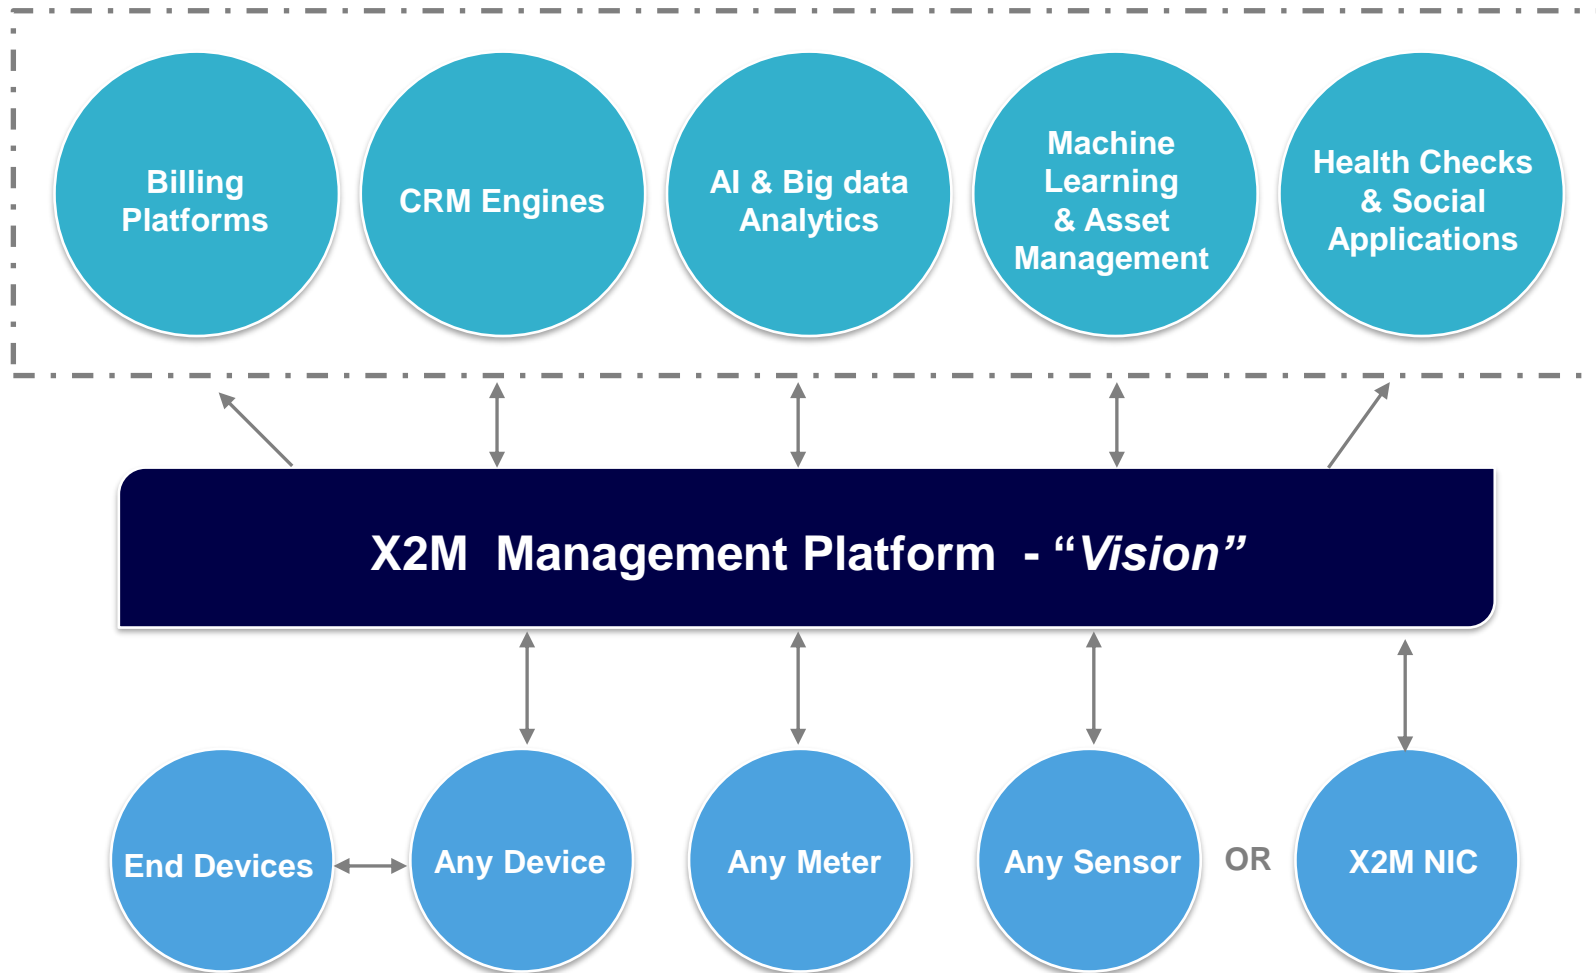 Billing
Platforms
CRM Engines
AI & Big data
Analytics
Machine
Learning
& Asset
Management
Health Checks
& Social
Applications
X2M  Management Platform  - “Vision”
End Devices
Any Device
Any Meter
Any Sensor
OR
X2M NIC